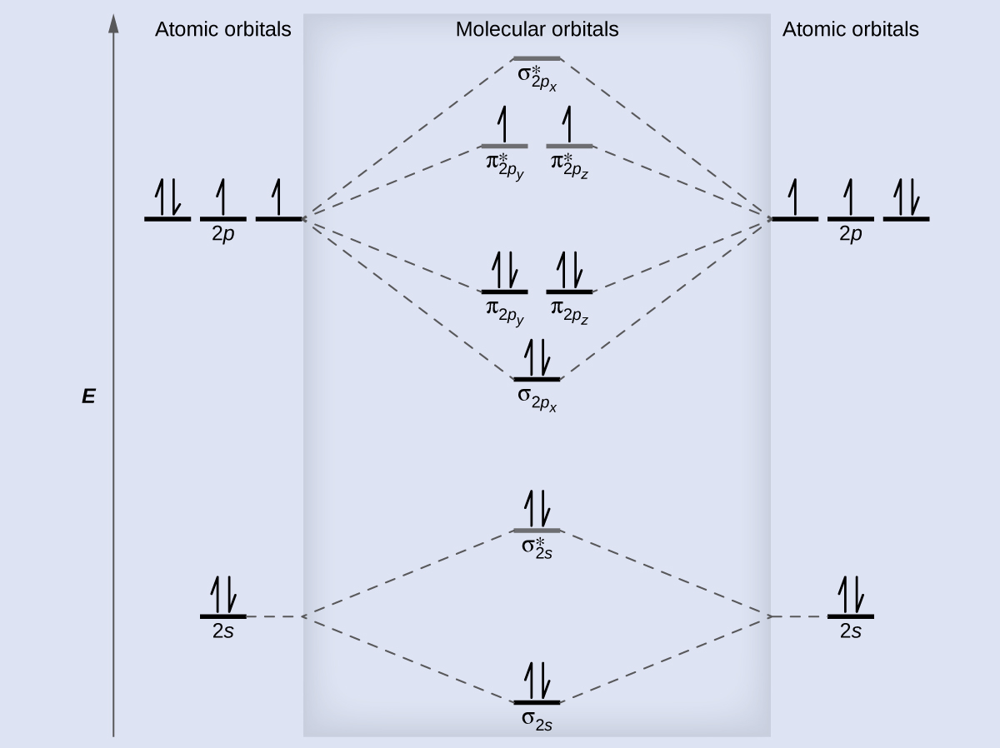 Atomic orbitals Molecular orbitals Atomic orbitals
σ*2px
π*2py π*2pz
2p 2p
π2py π2pz
E
σ2px
σ*2s
2s 2s
σ2s